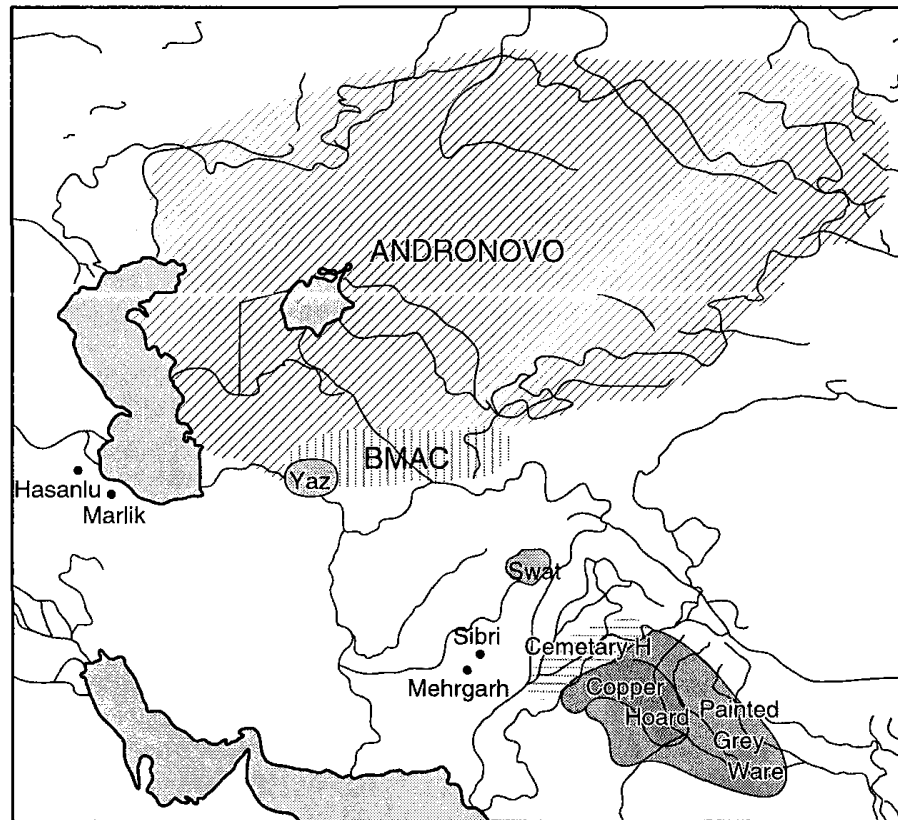 ANDRONOVO
BMAC
Yaz
Hasanlu
Marlik
Swat
Sibri
Cemetary H
Mehrgarh
Copper
Hoard
Painted
Grey
Ware